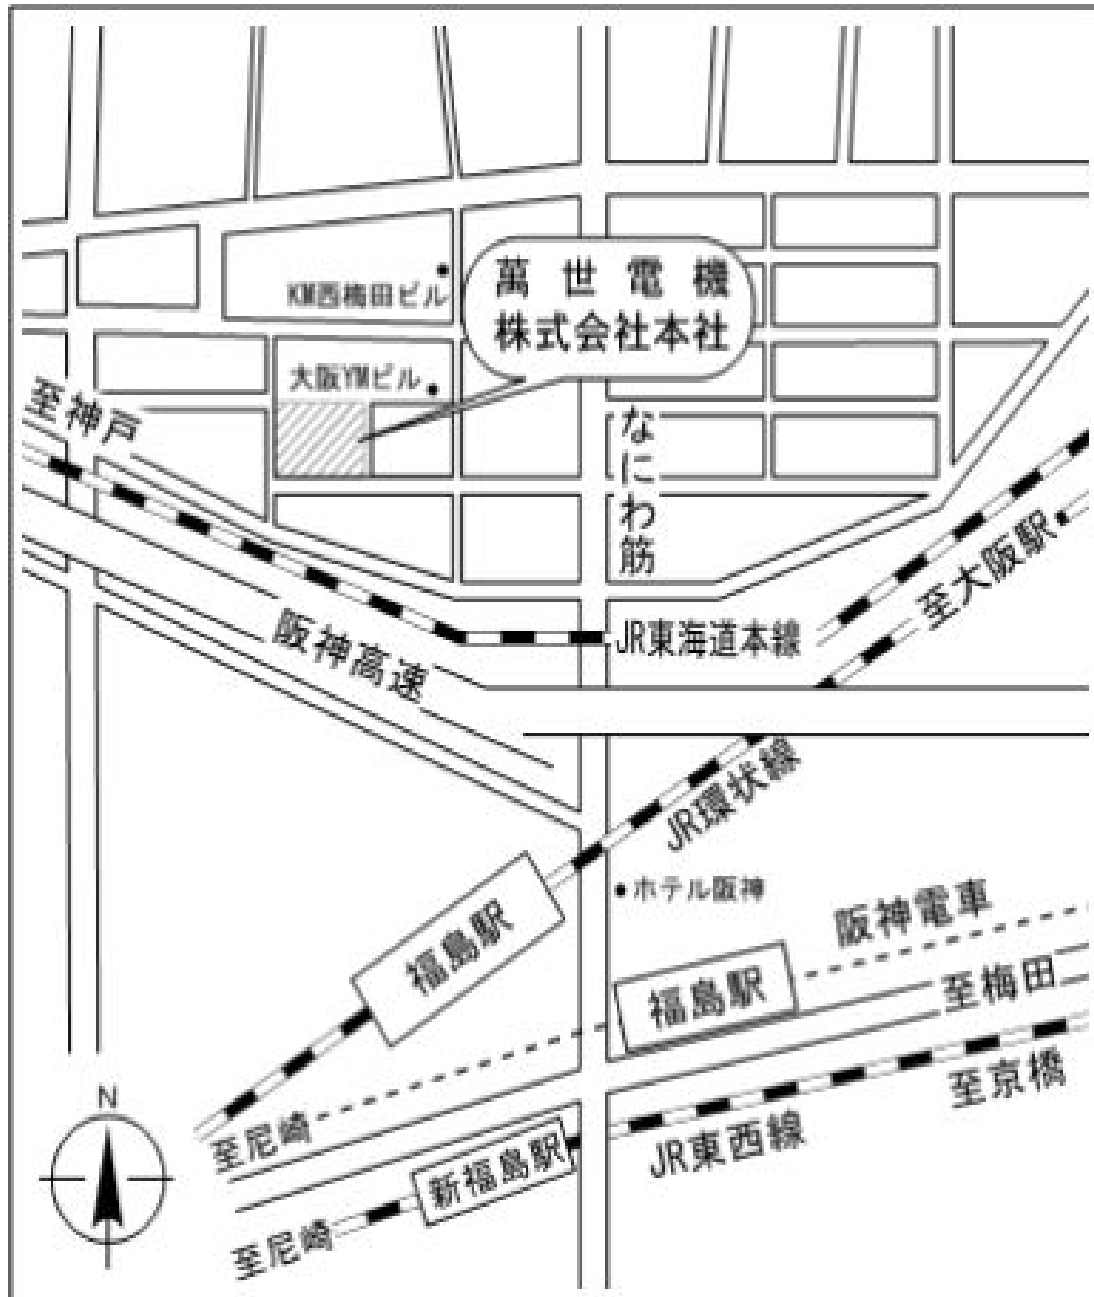 KM西梅田ビル
萬世電機
株式会社本社
大阪YMビル
至神戸
なにわ筋
至大阪駅
JR東海道本線
阪神高速
JR環状線
ホテル阪神
福島駅
阪神電車
福島駅
至梅田
至京橋
N
至尼崎
JR東西線
新福島駅
至尼崎